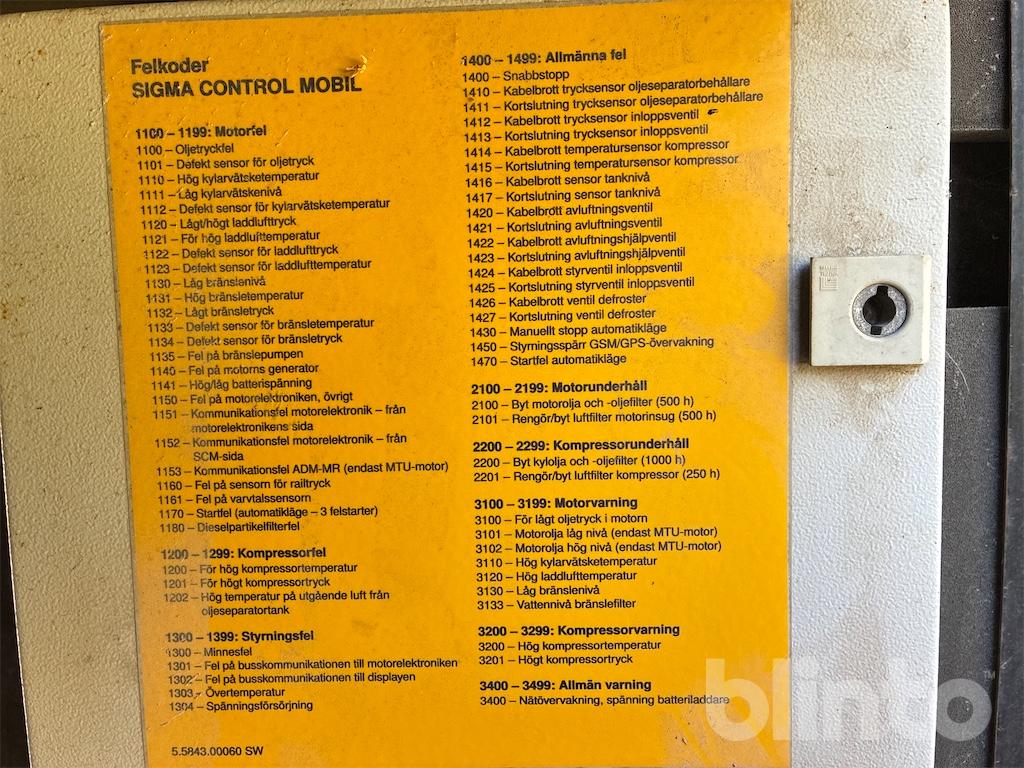 Felkoder
SIGMA CONTROL MOBIL
1100 – 1199: Motorfel
1100 – Oljetryckfel
1101 – Defekt sensor för oljetryck
1110 – Hög kylarvätsketemperatur
1111 – Låg kylarvätskenivå
1112 – Defekt sensor för kylarvätsketemperatur
1120 – Lågt/högt laddlufttryck
1121 – För hög laddlufttemperatur
1122 – Defekt sensor för laddlufttryck
1123 – Defekt sensor för laddlufttemperatur
1130 – Låg bränslenivå
1131 – Hög bränsletemperatur
1132 – Lågt bränsletryck
1133 – Defekt sensor för bränsletemperatur
1134 – Defekt sensor för bränsletryck
1135 – Fel på bränslepumpen
1140 – Fel på motorns generator
1141 – Hög/låg batterispänning
1150 – Fel på motorelektroniken, övrigt
1151 – Kommunikationsfel motorelektronik – från
motorelektronikens sida
1152 – Kommunikationsfel motorelektronik – från
SCM-sida
1153 – Kommunikationsfel ADM-MR (endast MTU-motor)
1160 – Fel på sensorn för railtryck
1161 – Fel på varvtalssensorn
1170 – Startfel (automatikläge – 3 felstarter)
1180 – Dieselpartikelfilterfel
1200 – 1299: Kompressorfel
1200 – För hög kompressortemperatur
1201 – För högt kompressortryck
1202 – Hög temperatur på utgående luft från
oljeseparatortank
1300 – 1399: Styrningsfel
1300 – Minnesfel
1301 – Fel på busskommunikationen till motorelektroniken
1302 – Fel på busskommunikationen till displayen
1303 – Övertemperatur
1304 – Spänningsförsörjning
5.5843.00060 SW
1400 – 1499: Allmänna fel
1400 – Snabbstopp
1410 – Kabelbrott trycksensor oljeseparatorbehållare
1411 – Kortslutning trycksensor oljeseparatorbehållare
1412 – Kabelbrott trycksensor inloppsventil
1413 – Kortslutning trycksensor inloppsventil
1414 – Kabelbrott temperatursensor kompressor
1415 – Kortslutning temperatursensor kompressor
1416 – Kabelbrott sensor tanknivå
1417 – Kortslutning sensor tanknivå
1420 – Kabelbrott avluftningsventil
1421 – Kortslutning avluftningsventil
1422 – Kabelbrott avluftningshjälpventil
1423 – Kortslutning avluftningshjälpventil
1424 – Kabelbrott styrventil inloppsventil
1425 – Kortslutning styrventil inloppsventil
1426 – Kabelbrott ventil defroster
1427 – Kortslutning ventil defroster
1430 – Manuellt stopp automatikläge
1450 – Styrningsspärr GSM/GPS-övervakning
1470 – Startfel automatikläge
2100 – 2199: Motorunderhåll
2100 – Byt motorolja och -oljefilter (500 h)
2101 – Rengör/byt luftfilter motorinsug (500 h)
2200 – 2299: Kompressorunderhåll
2200 – Byt kylolja och -oljefilter (1000 h)
2201 – Rengör/byt luftfilter kompressor (250 h)
3100 – 3199: Motorvarning
3100 – För lågt oljetryck i motorn
3101 – Motorolja låg nivå (endast MTU-motor)
3102 – Motorolja hög nivå (endast MTU-motor)
3110 – Hög kylarvätsketemperatur
3120 – Hög laddlufttemperatur
3130 – Låg bränslenivå
3133 – Vattennivå bränslefilter
3200 – 3299: Kompressorvarning
3200 – Hög kompressortemperatur
3201 – Högt kompressortryck
3400 – 3499: Allmän varning
3400 – Nätövervakning, spänning batteriladdare
blinto™